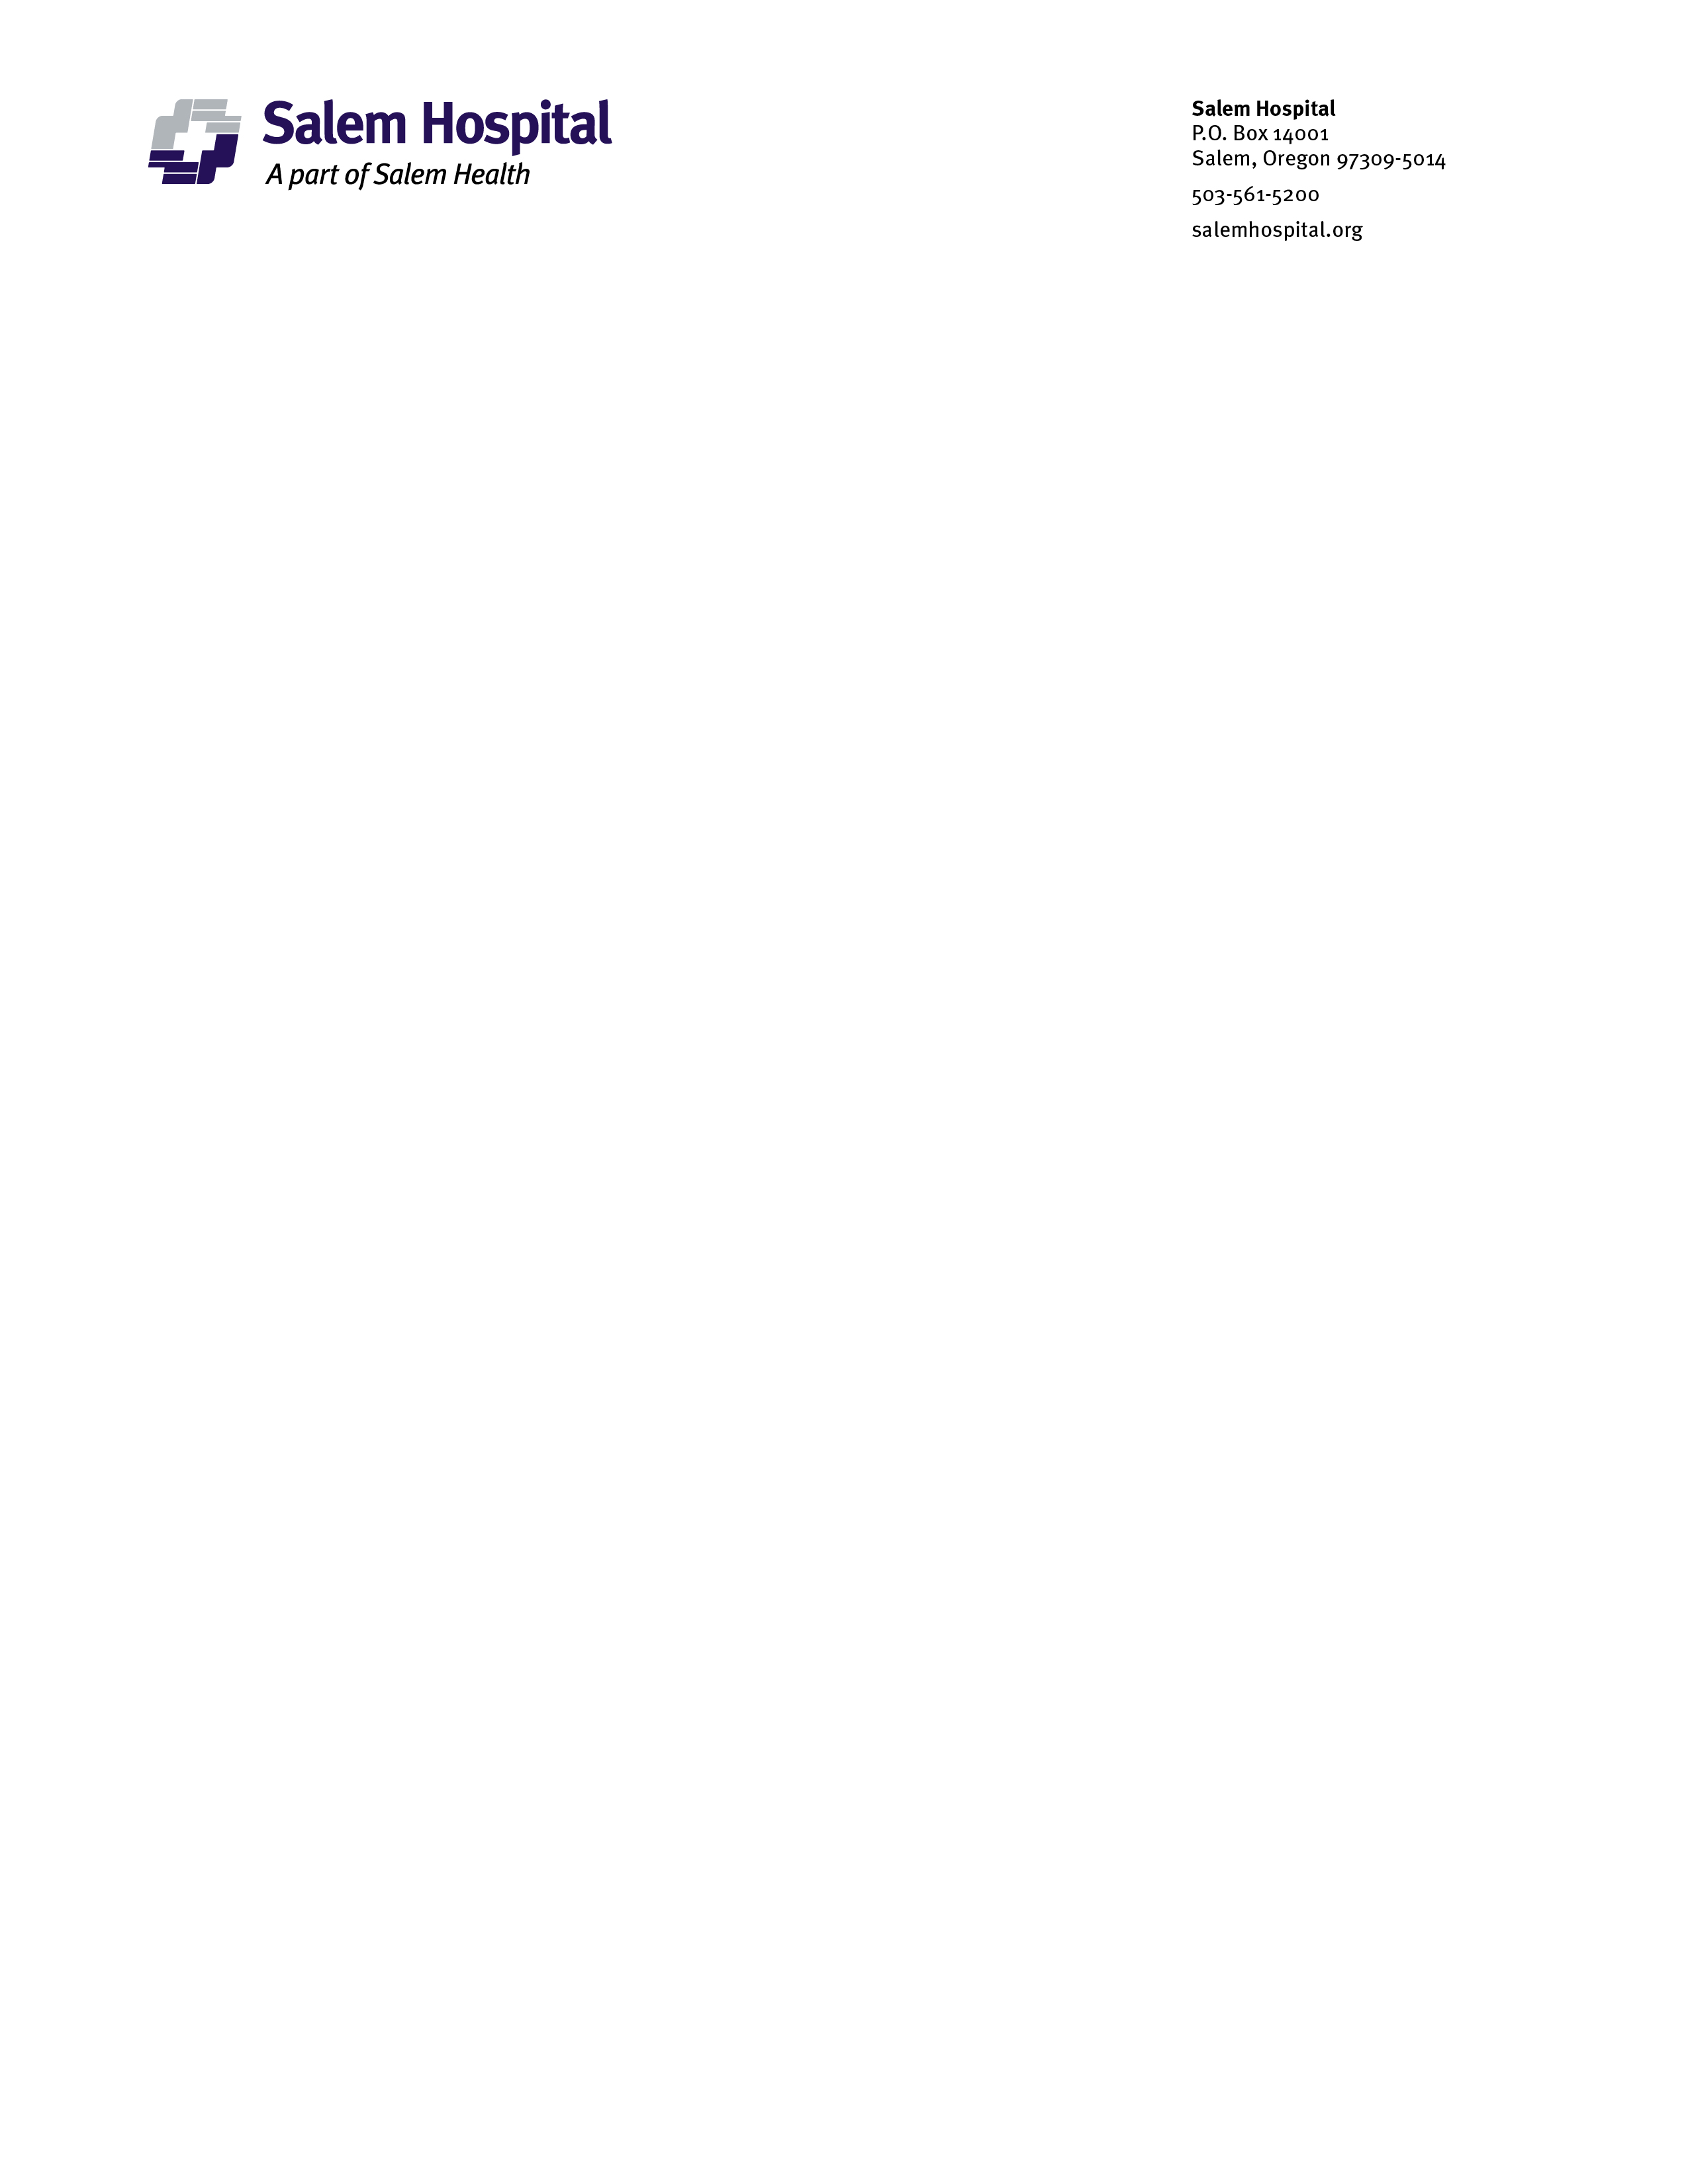 Salem Hospital
A part of Salem Health
Salem Hospital
P.O. Box 14001
Salem, Oregon 97309-5014
503-561-5200
salemhospital.org